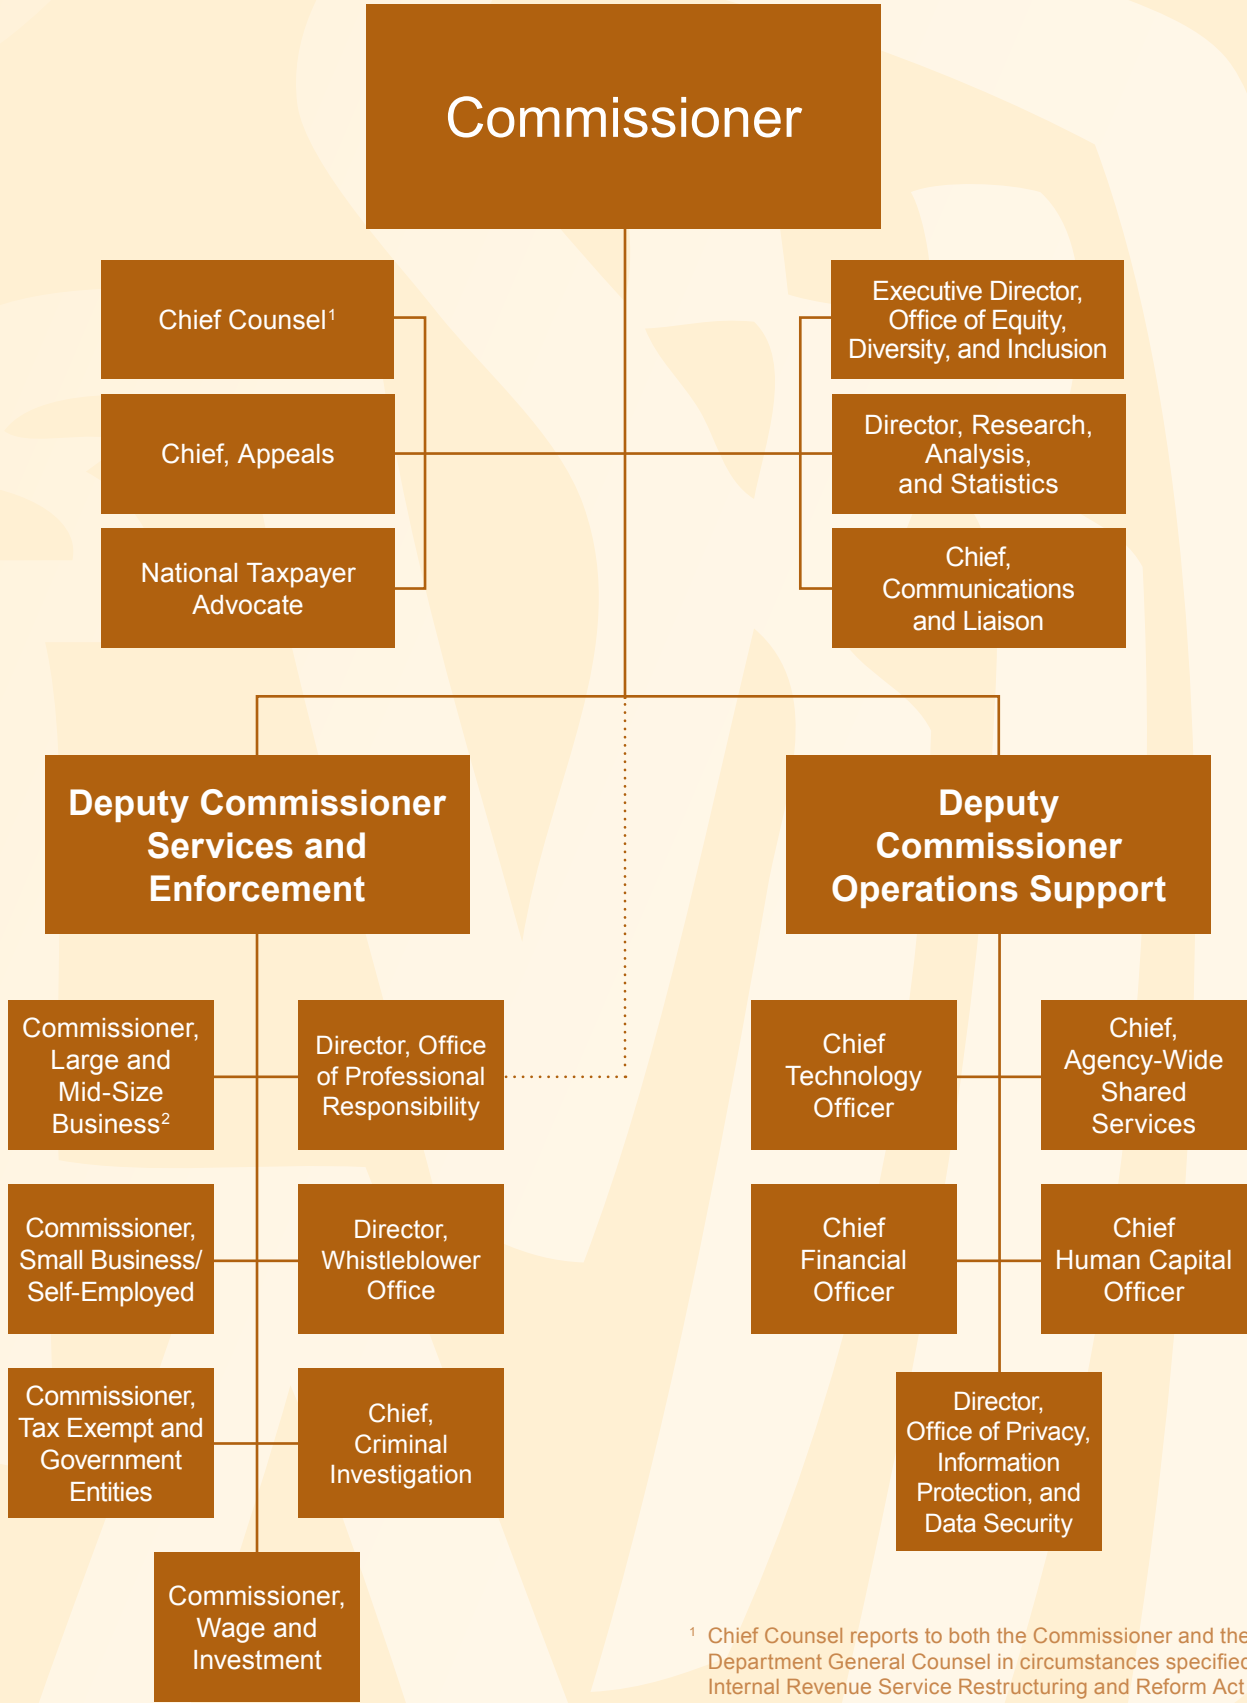 Commissioner
Chief Counsel¹
Executive Director,
Office of Equity,
Diversity, and Inclusion
Chief, Appeals
Director, Research,
Analysis,
and Statistics
National Taxpayer
Advocate
Chief,
Communications
and Liaison
Deputy Commissioner
Services and
Enforcement
Deputy
Commissioner
Operations Support
Commissioner,
Large and
Mid-Size
Business²
Director, Office
of Professional
Responsibility
Chief
Technology
Officer
Chief,
Agency-Wide
Shared
Services
Commissioner,
Small Business/
Self-Employed
Director,
Whistleblower
Office
Chief
Financial
Officer
Chief
Human Capital
Officer
Commissioner,
Tax Exempt and
Government
Entities
Chief,
Criminal
Investigation
Director,
Office of Privacy,
Information
Protection, and
Data Security
Commissioner,
Wage and
Investment
¹ Chief Counsel reports to both the Commissioner and the
Department General Counsel in circumstances specified
Internal Revenue Service Restructuring and Reform Act